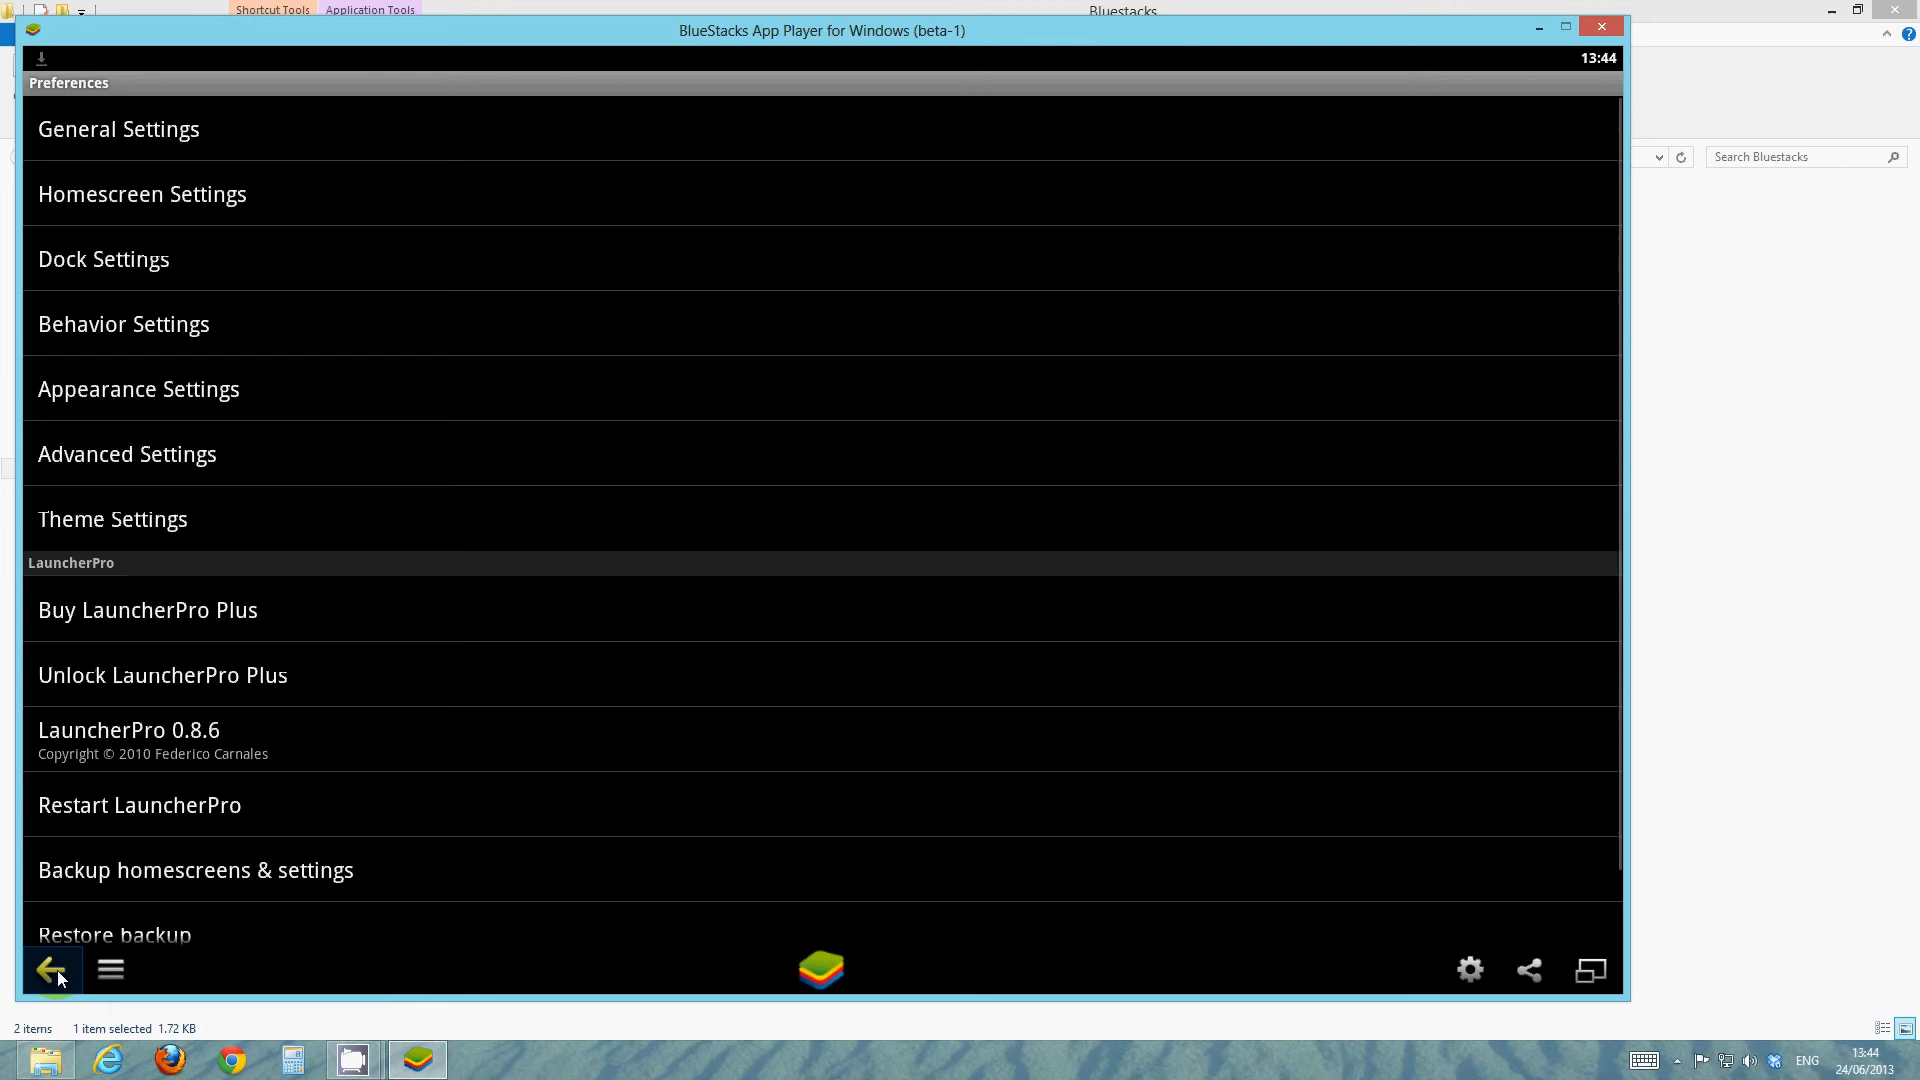 Shortcut Tools
Application Tools
Bluestacks
BlueStacks App Player for Windows (beta-1)
13:44
Preferences
General Settings
Search Bluestacks
Homescreen Settings
Dock Settings
Behavior Settings
Appearance Settings
Advanced Settings
Theme Settings
LauncherPro
Buy LauncherPro Plus
Unlock LauncherPro Plus
LauncherPro 0.8.6
Copyright © 2010 Federico Carnales
Restart LauncherPro
Backup homescreens & settings
Restore backup
2 items 1 item selected 1.72 KB
ENG
13:44
24/06/2013